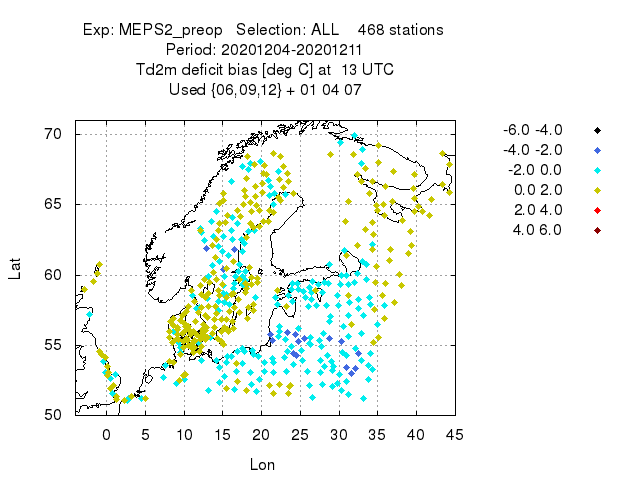 Exp: MEPS2_preop   Selection: ALL    468 stations
Period: 20201204-20201211
Td2m deficit bias [deg C] at  13 UTC
Used {06,09,12} + 01 04 07
70
65
60
55
50
Lat
0 5 10 15 20 25 30 35 40 45
Lon
-6.0 -4.0
-4.0 -2.0
-2.0 0.0
0.0 2.0
2.0 4.0
4.0 6.0